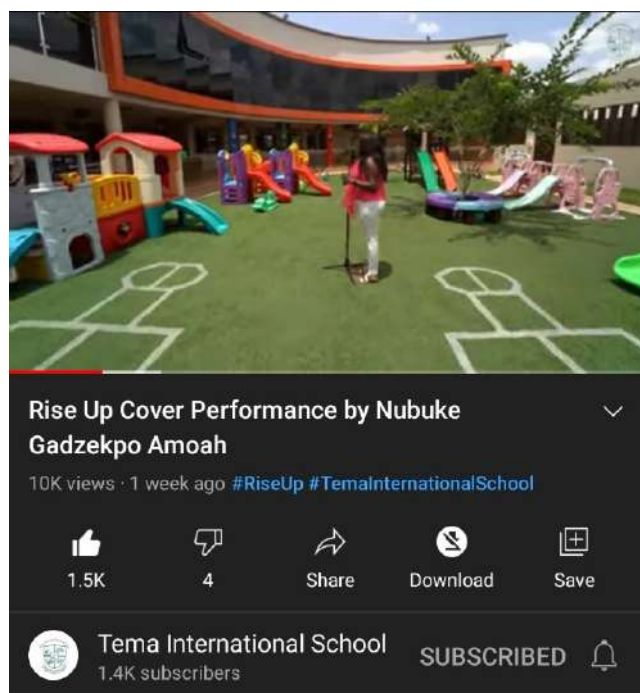 Rise Up Cover Performance by Nubuke
Gadzekpo Amoah
10K views · 1 week ago #RiseUp #TemaInternationalSchool
1.5K
4
Share
Download
Save
Tema International School
1.4K subscribers
SUBSCRIBED